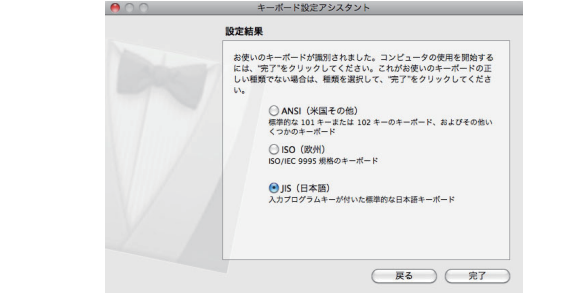 キーボード設定アシスタント
設定結果
お使いのキーボードが識別されました。コンピュータの使用を開始する
には、"完了"をクリックしてください。これがお使いのキーボードの正
しい種類でない場合は、種類を選択して、"完了"をクリックしてくださ
い。
ANSI（米国その他）
標準的な 101 キーまたは 102 キーのキーボード、およびその他い
くつかのキーボード
ISO（欧州）
ISO/IEC 9995 規格のキーボード
JIS（日本語）
入力プログラムキーが付いた標準的な日本語キーボード
戻る
完了